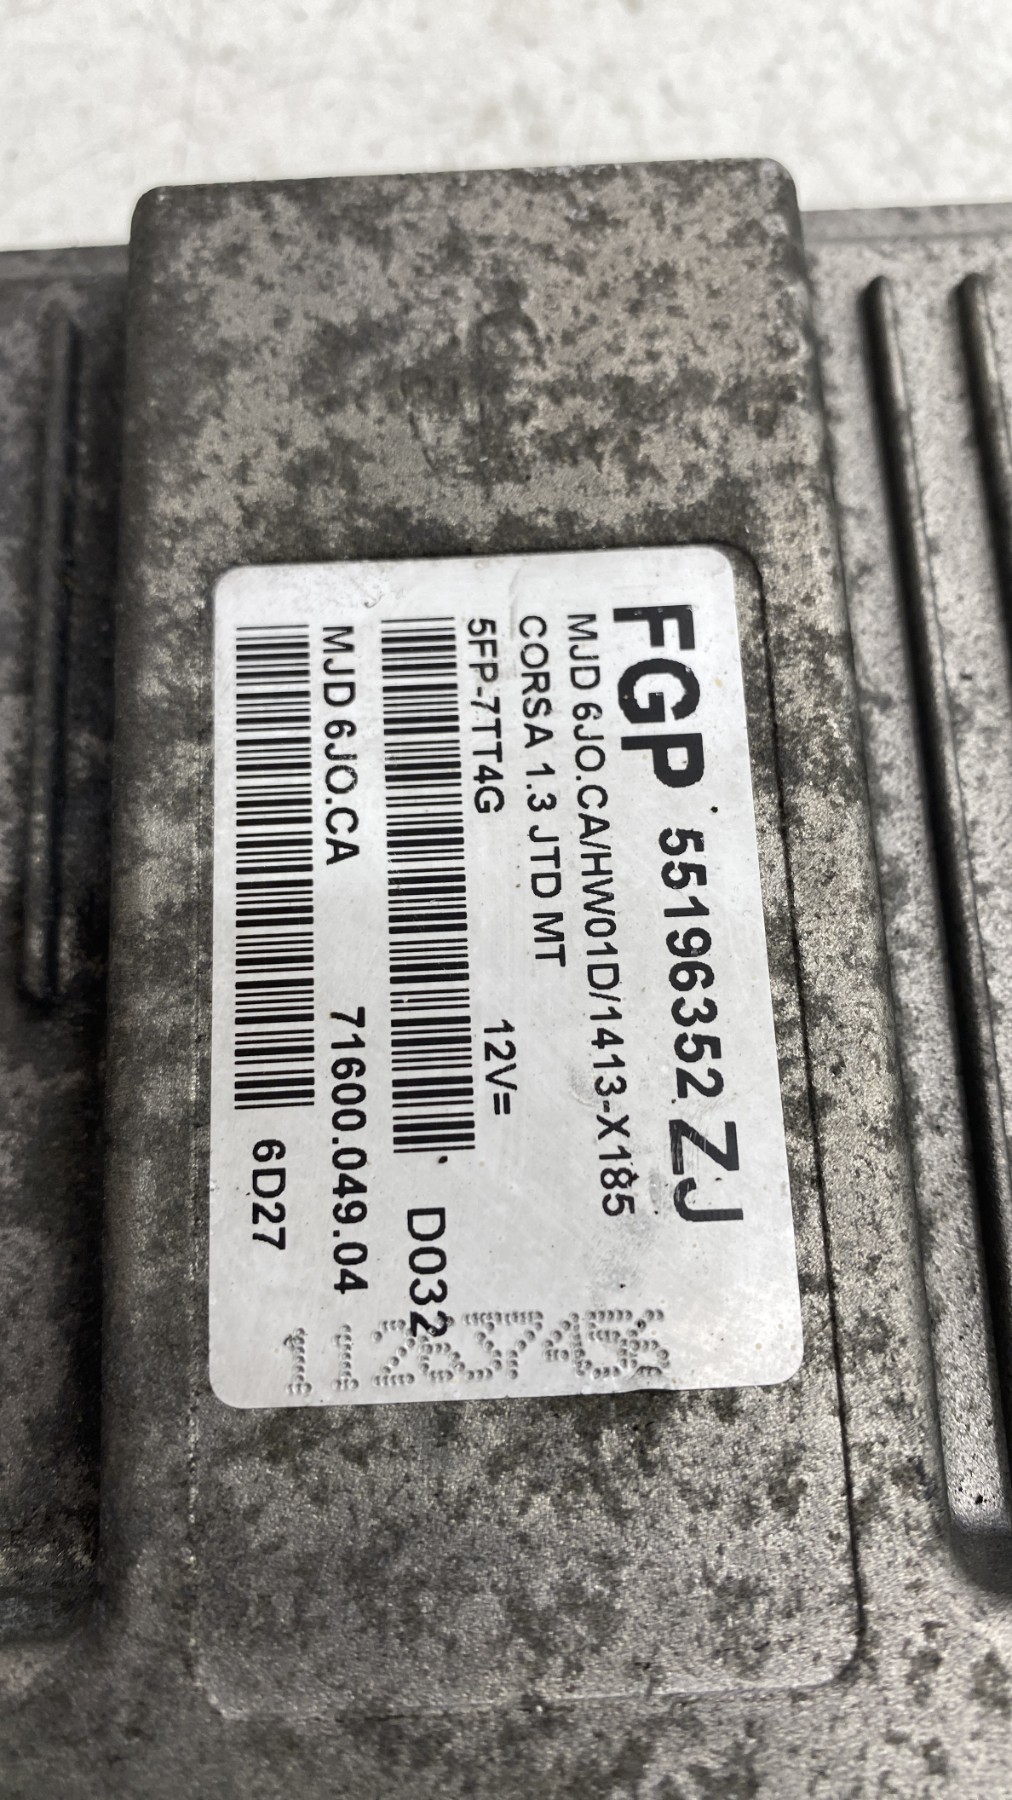 FGP 55196352 ZJ
MJD 6JO.CA/HW01D/1413-X185
CORSA 1.3 JTD MT
5FP-7TT4G 12V=
D032
MJD 6JO.CA 71600.049.04
6D27